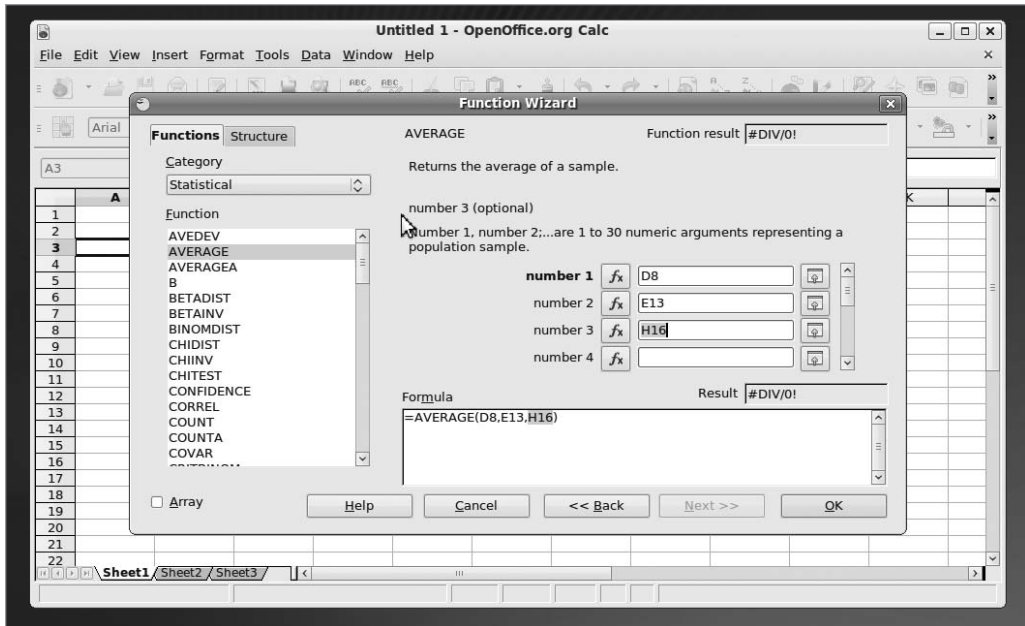 Untitled 1 - OpenOffice.org Calc
File Edit View Insert Format Tools Data Window Help
Function Wizard
Arial
Functions Structure
AVERAGE
Function result #DIV/0!
A3
Category
Statistical
Returns the average of a sample.
Function
number 3 (optional)
Number 1, number 2;...are 1 to 30 numeric arguments representing a
population sample.
AVEDEV
AVERAGE
AVERAGEA
B
BETADIST
BETAINV
BINOMDIST
CHIDIST
CHIINV
CHITEST
CONFIDENCE
CORREL
COUNT
COUNTA
COVAR
number 1 fx D8
number 2 fx E13
number 3 fx H16
number 4 fx
Formula
Result #DIV/0!
=AVERAGE(D8,E13,H16)
Array
Help
Cancel
<< Back
Next >>
OK
A
K
1
2
3
4
5
6
7
8
9
10
11
12
13
14
15
16
17
18
19
20
21
22
Sheet1 Sheet2 Sheet3